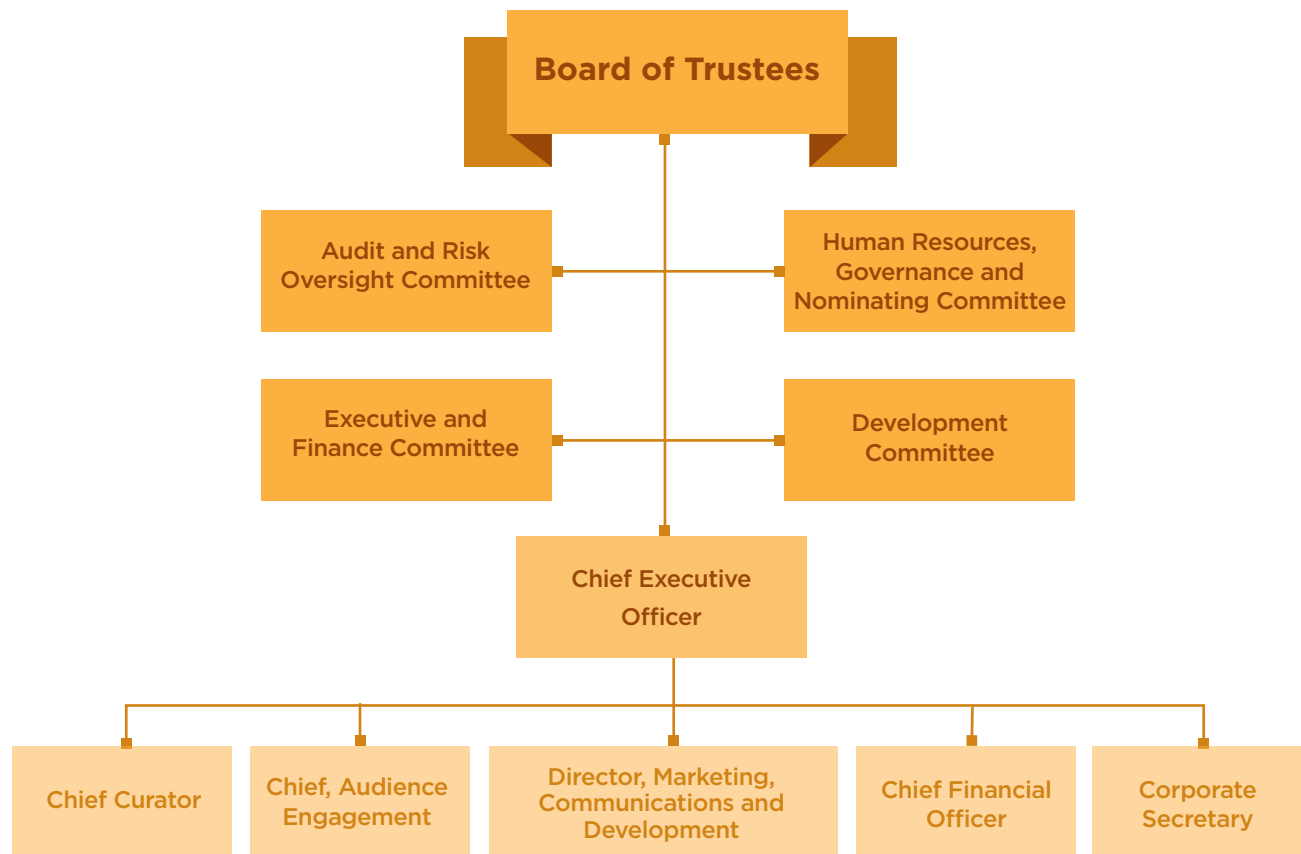 Board of Trustees
Audit and Risk
Oversight Committee
Human Resources,
Governance and
Nominating Committee
Executive and
Finance Committee
Development
Committee
Chief Executive
Officer
Chief Curator
Chief, Audience
Engagement
Director, Marketing,
Communications and
Development
Chief Financial
Officer
Corporate
Secretary